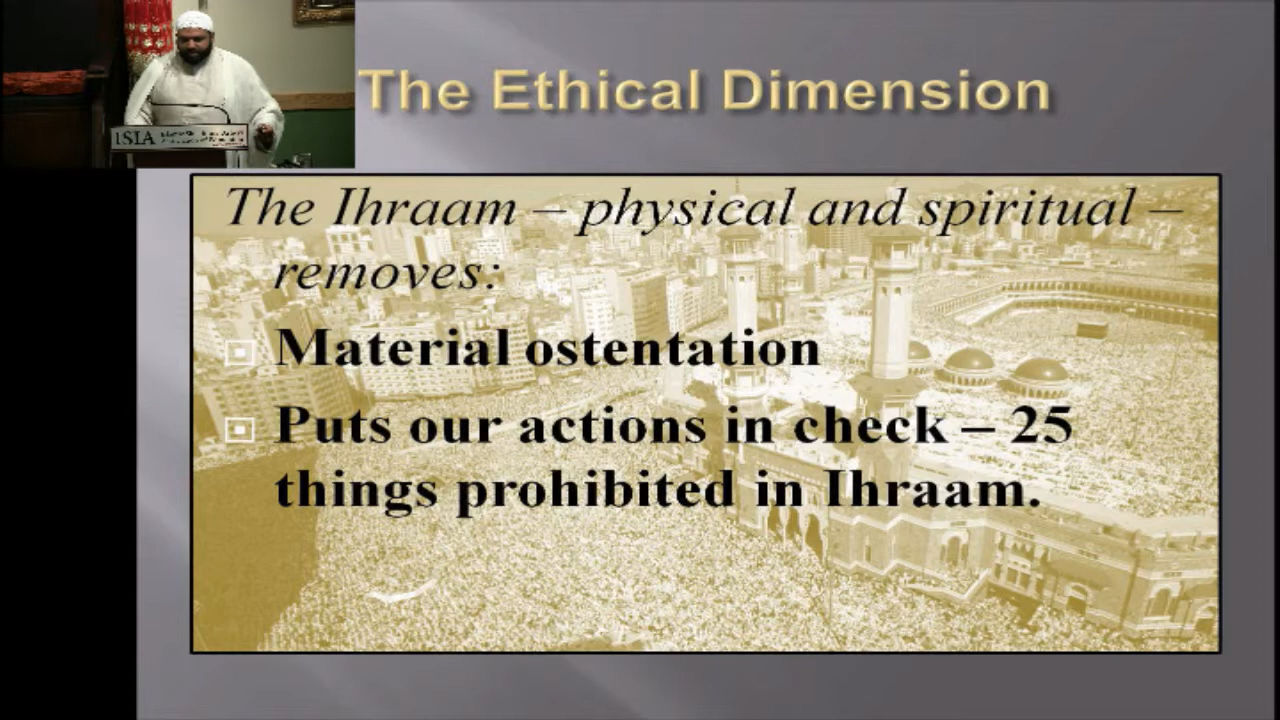 The Ethical Dimension
ISIA
The Ihraam – physical and spiritual –
removes:
Material ostentation
Puts our actions in check – 25
things prohibited in Ihraam.